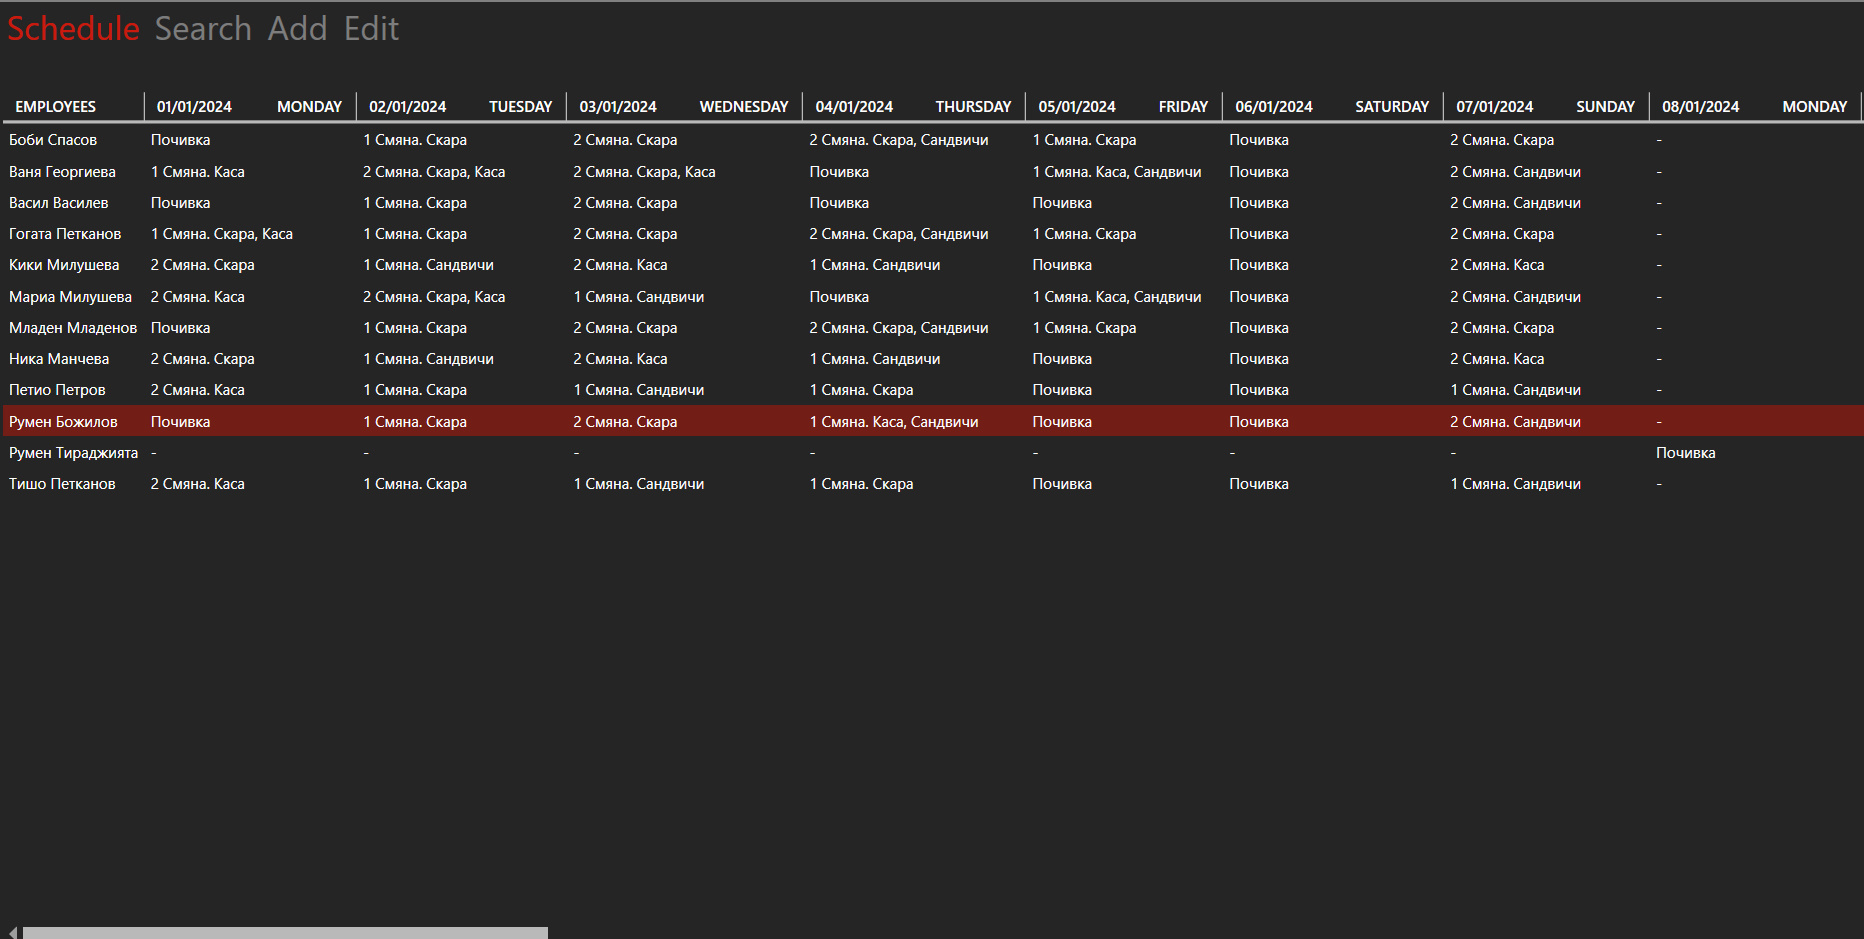 Schedule Search Add Edit
EMPLOYEES 01/01/2024 MONDAY 02/01/2024 TUESDAY 03/01/2024 WEDNESDAY 04/01/2024 THURSDAY 05/01/2024 FRIDAY 06/01/2024 SATURDAY 07/01/2024 SUNDAY 08/01/2024 MONDAY
Боби Спасов Почивка 1 Смяна. Скара 2 Смяна. Скара 2 Смяна. Скара, Сандвичи 1 Смяна. Скара Почивка 2 Смяна. Скара -
Ваня Георгиева 1 Смяна. Каса 2 Смяна. Скара, Каса 2 Смяна. Скара, Каса Почивка 1 Смяна. Каса, Сандвичи Почивка 2 Смяна. Сандвичи -
Васил Василев Почивка 1 Смяна. Скара 2 Смяна. Скара Почивка Почивка Почивка 2 Смяна. Сандвичи -
Гогата Петканов 1 Смяна. Скара, Каса 1 Смяна. Скара 2 Смяна. Скара 2 Смяна. Скара, Сандвичи 1 Смяна. Скара Почивка 2 Смяна. Скара -
Кики Милушева 2 Смяна. Скара 1 Смяна. Сандвичи 2 Смяна. Каса 1 Смяна. Сандвичи Почивка Почивка 2 Смяна. Каса -
Мариа Милушева 2 Смяна. Каса 2 Смяна. Скара, Каса 1 Смяна. Сандвичи Почивка 1 Смяна. Каса, Сандвичи Почивка 2 Смяна. Сандвичи -
Младен Младенов Почивка 1 Смяна. Скара 2 Смяна. Скара 2 Смяна. Скара, Сандвичи 1 Смяна. Скара Почивка 2 Смяна. Скара -
Ника Манчева 2 Смяна. Скара 1 Смяна. Сандвичи 2 Смяна. Каса 1 Смяна. Сандвичи Почивка Почивка 2 Смяна. Каса -
Петио Петров 2 Смяна. Каса 1 Смяна. Скара 1 Смяна. Сандвичи 1 Смяна. Скара Почивка Почивка 1 Смяна. Сандвичи -
Румен Божилов Почивка 1 Смяна. Скара 2 Смяна. Скара 1 Смяна. Каса, Сандвичи Почивка Почивка 2 Смяна. Сандвичи -
Румен Тираджията - - - - - - - Почивка
Тишо Петканов 2 Смяна. Каса 1 Смяна. Скара 1 Смяна. Сандвичи 1 Смяна. Скара Почивка Почивка 1 Смяна. Сандвичи -